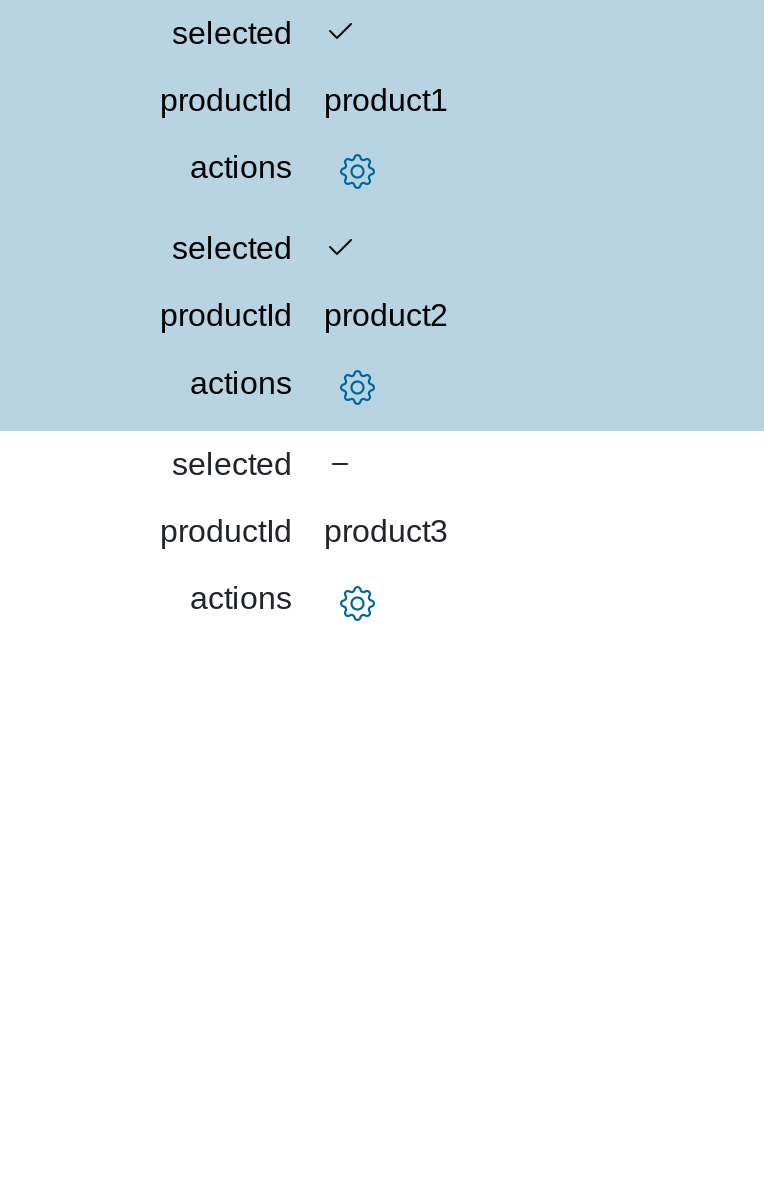 selected
productId product1
actions
selected
productId product2
actions
selected –
productId product3
actions